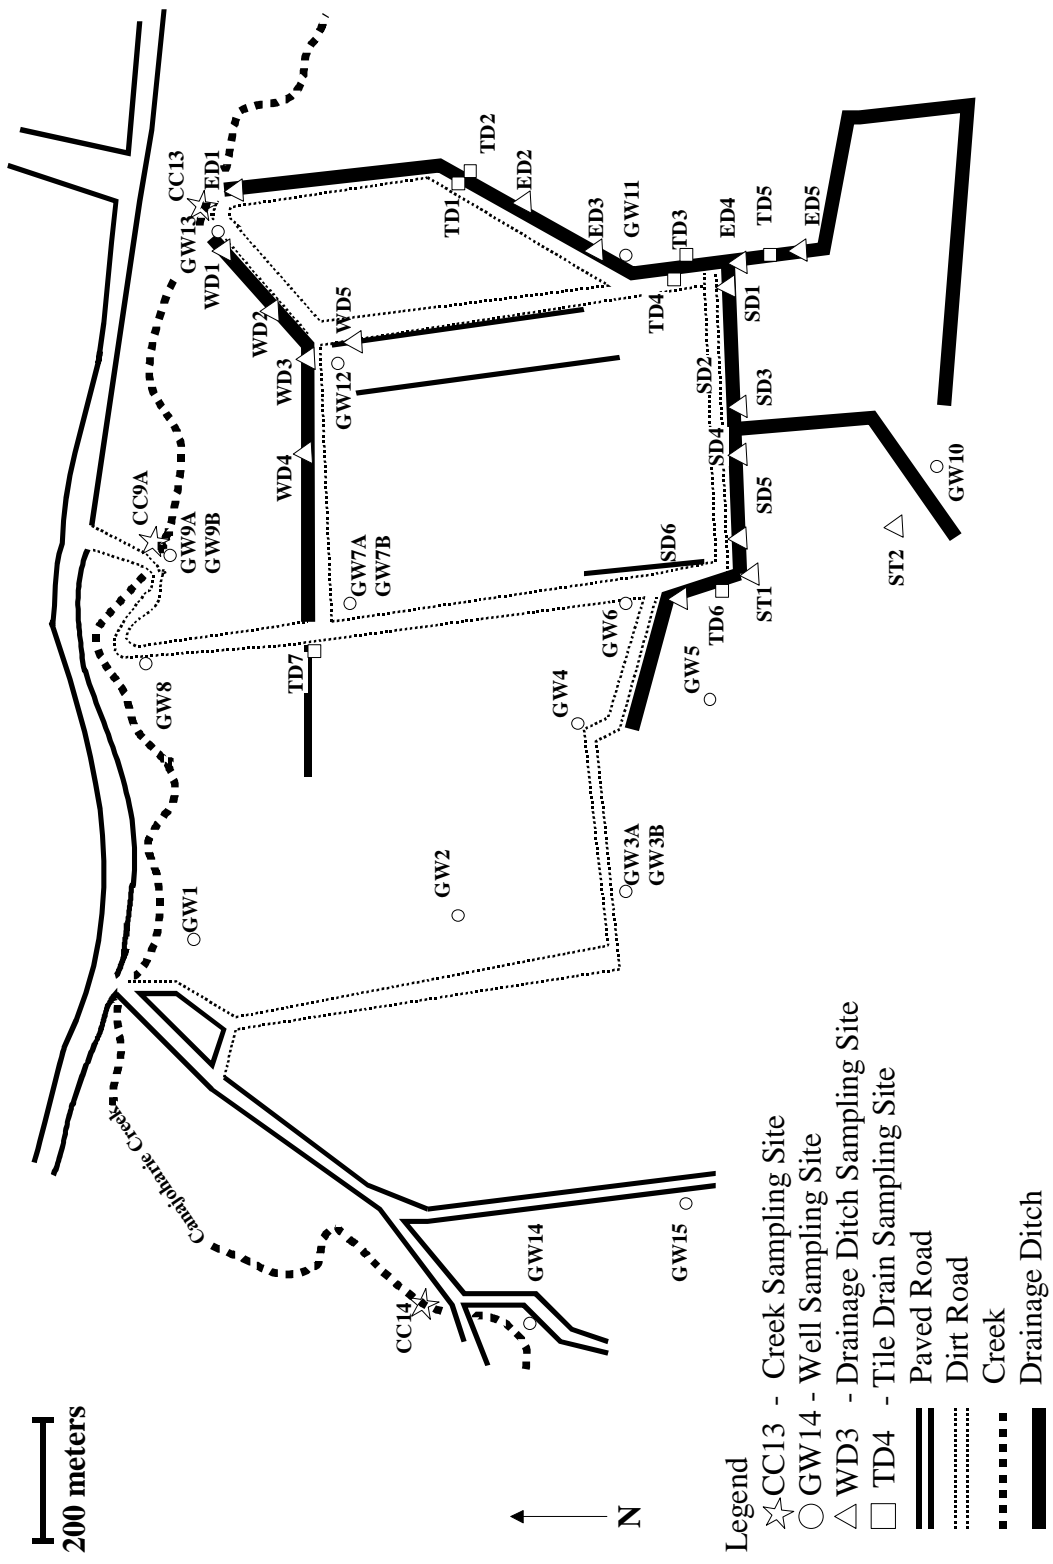 200 meters
N
Canajoharie Creek
CC14
GW14
GW15
GW1
GW2
GW3A
GW3B
GW4
GW5
GW6
GW7A
GW7B
GW8
TD7
CC9A
GW9A
GW9B
WD4
WD3
GW12
WD5
WD2
WD1
GW13
CC13
ED1
TD1
TD2
ED2
ED3
GW11
TD3
TD4
ED4
TD5
ED5
SD1
SD2
SD3
SD4
SD5
SD6
TD6
ST1
ST2
GW10
Legend
CC13 - Creek Sampling Site
GW14 - Well Sampling Site
WD3 - Drainage Ditch Sampling Site
TD4 - Tile Drain Sampling Site
Paved Road
Dirt Road
Creek
Drainage Ditch